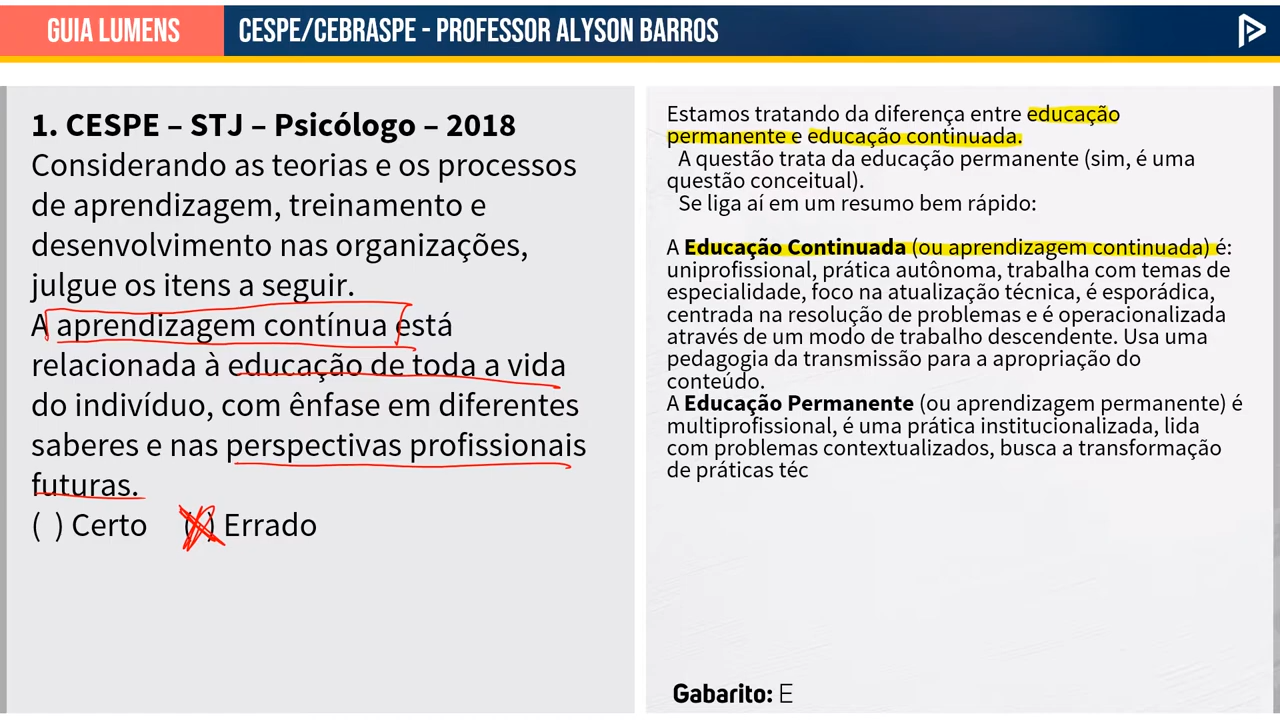 GUIA LUMENS
CESPE/CEBRASPE - PROFESSOR ALYSON BARROS
1. CESPE – STJ – Psicólogo – 2018
Considerando as teorias e os processos
de aprendizagem, treinamento e
desenvolvimento nas organizações,
julgue os itens a seguir.
A aprendizagem contínua está
relacionada à educação de toda a vida
do indivíduo, com ênfase em diferentes
saberes e nas perspectivas profissionais
futuras.
( ) Certo ( ) Errado
Estamos tratando da diferença entre educação
permanente e educação continuada.
A questão trata da educação permanente (sim, é uma
questão conceitual).
Se liga aí em um resumo bem rápido:
A Educação Continuada (ou aprendizagem continuada) é:
uniprofissional, prática autônoma, trabalha com temas de
especialidade, foco na atualização técnica, é esporádica,
centrada na resolução de problemas e é operacionalizada
através de um modo de trabalho descendente. Usa uma
pedagogia da transmissão para a apropriação do
conteúdo.
A Educação Permanente (ou aprendizagem permanente) é
multiprofissional, é uma prática institucionalizada, lida
com problemas contextualizados, busca a transformação
de práticas téc
Gabarito: E